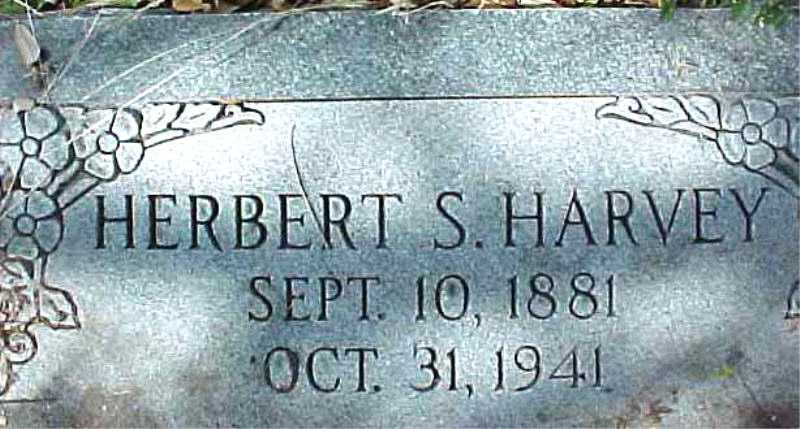 HERBERT S. HARVEY
SEPT. 10, 1881
OCT. 31, 1941